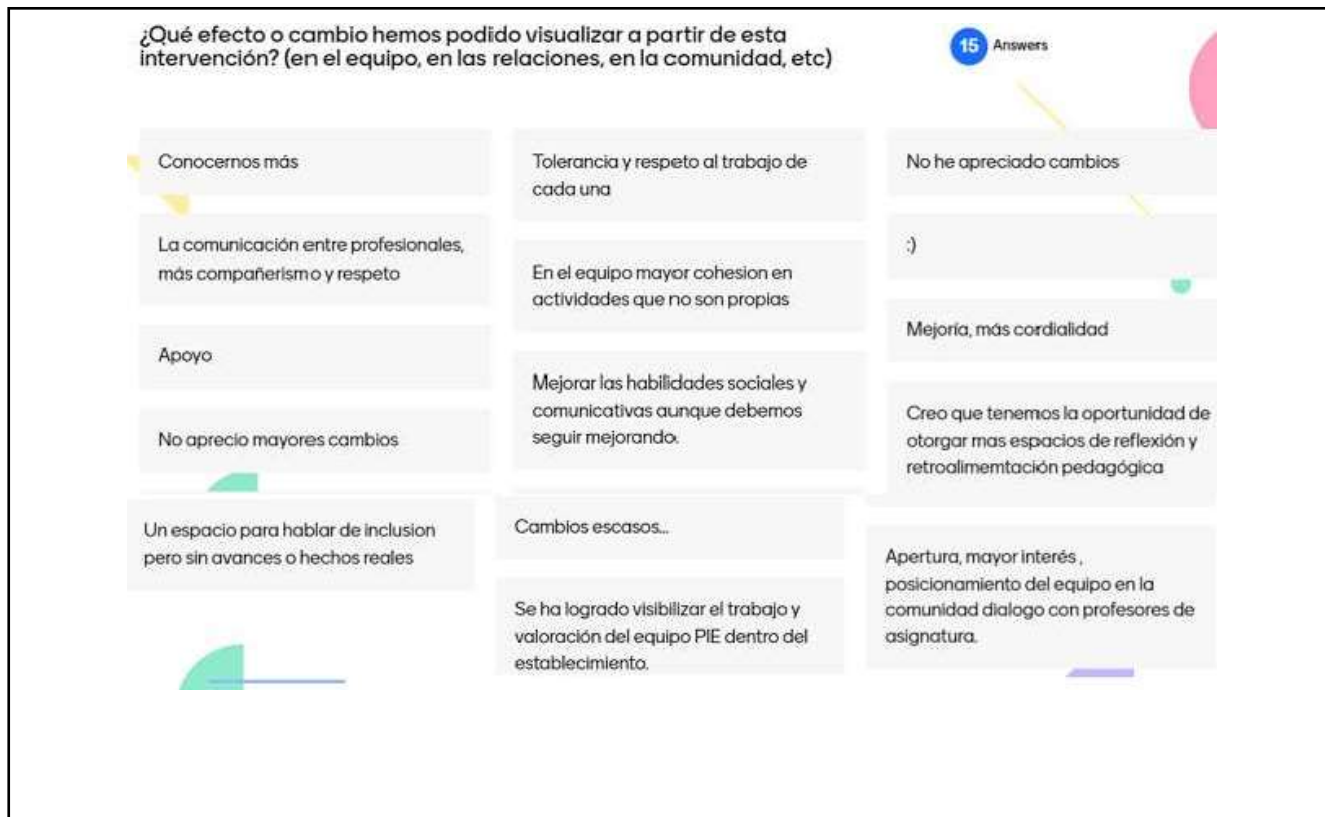 ¿Qué efecto o cambio hemos podido visualizar a partir de esta
intervención? (en el equipo, en las relaciones, en la comunidad, etc)
15 Answers
Conocernos más
La comunicación entre profesionales,
más compañerismo y respeto
Apoyo
No aprecio mayores cambios
Un espacio para hablar de inclusion
pero sin avances o hechos reales
Tolerancia y respeto al trabajo de
cada una
En el equipo mayor cohesion en
actividades que no son propias
Mejorar las habilidades sociales y
comunicativas aunque debemos
seguir mejorando.
Cambios escasos...
Se ha logrado visibilizar el trabajo y
valoración del equipo PIE dentro del
establecimiento.
No he apreciado cambios
:)
Mejoría, más cordialidad
Creo que tenemos la oportunidad de
otorgar mas espacios de reflexión y
retroalimemtación pedagógica
Apertura, mayor interés ,
posicionamiento del equipo en la
comunidad dialogo con profesores de
asignatura.